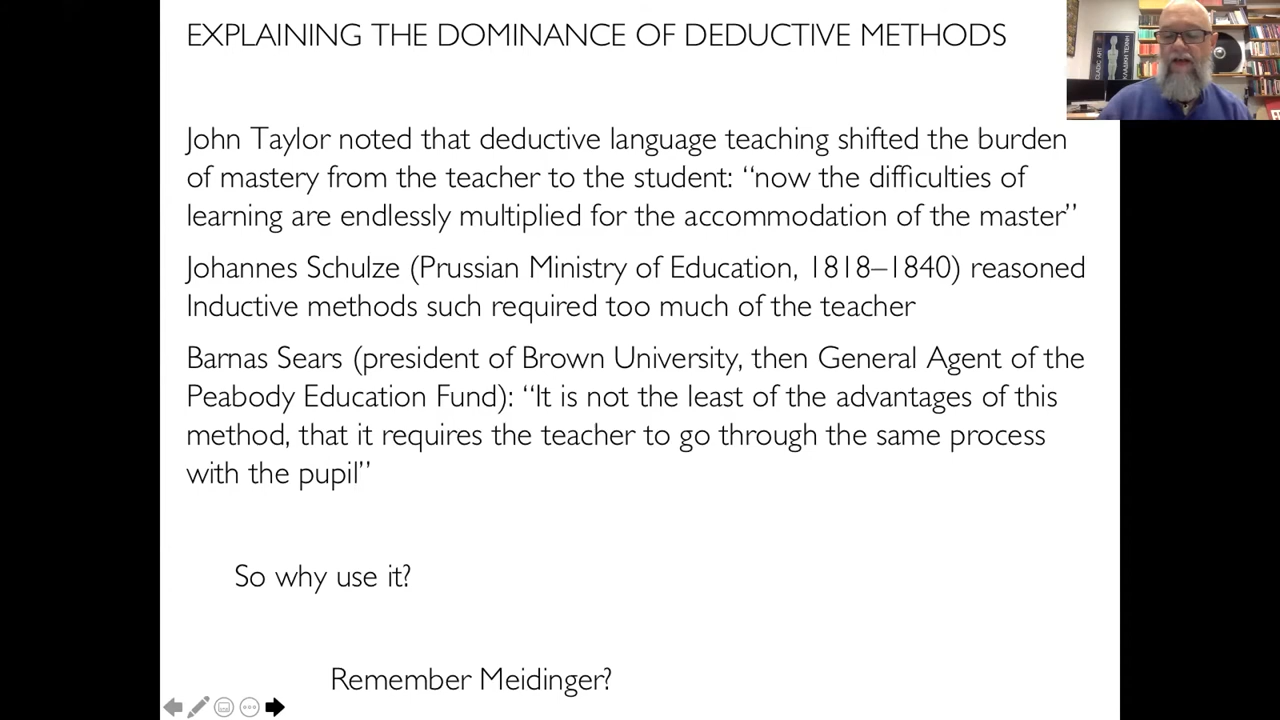 EXPLAINING THE DOMINANCE OF DEDUCTIVE METHODS
John Taylor noted that deductive language teaching shifted the burden
of mastery from the teacher to the student: “now the difficulties of
learning are endlessly multiplied for the accommodation of the master”
Johannes Schulze (Prussian Ministry of Education, 1818–1840) reasoned
Inductive methods such required too much of the teacher
Barnas Sears (president of Brown University, then General Agent of the
Peabody Education Fund): “It is not the least of the advantages of this
method, that it requires the teacher to go through the same process
with the pupil”
So why use it?
Remember Meidinger?
CLADIC ART